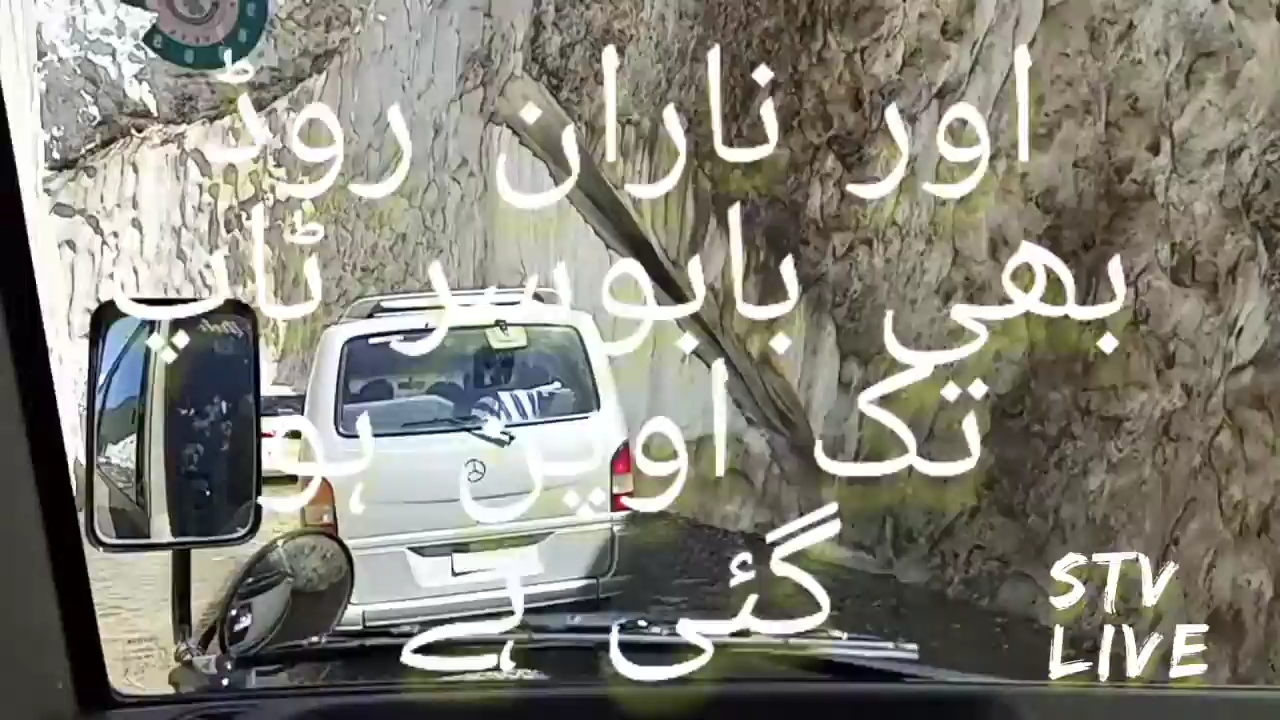 اور ناران روڈ
بھی بابوسر ٹاپ
تک اوپن ہو
گئی ہے
STV
LIVE